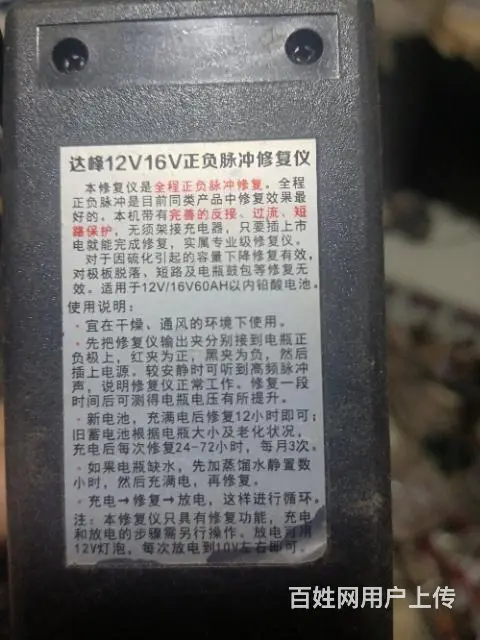 达峰12V16V正负脉冲修复仪
本修复仪是全程正负脉冲修复。全程
正负脉冲是目前同类产品中修复效果最
好的。本机带有完善的反接、过流、短
路保护，无须架接充电器，只要插上市
电就能完成修复，实属专业级修复仪。
对于因硫化引起的容量下降修复有效，
对极板脱落、短路及电瓶鼓包等修复无
效。适用于12V/16V60AH以内铅酸电池。
使用说明：
· 宜在干燥、通风的环境下使用。
· 先把修复仪输出夹分别接到电瓶正
负极上，红夹为正，黑夹为负，然后
插上电源。较安静时可听到高频脉冲
声，说明修复仪正常工作。修复一段
时间后可测得电瓶电压有所提升。
· 新电池，充满电后修复12小时即可；
旧蓄电池根据电瓶大小及老化状况，
充电后每次修复24-72小时，每月3次。
· 如果电瓶缺水，先加蒸馏水静置数
小时，然后充满电，再修复。
· 充电→修复→放电，这样进行循环。
注：本修复仪只具有修复功能，充电
和放电的步骤需另行操作。放电可用
12V灯泡，每次放电到10V左右即可。
百姓网用户上传